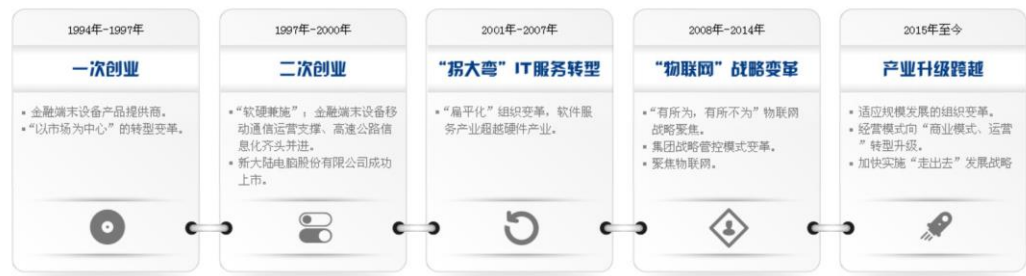 1994年-1997年
一次创业
▪ 金融端末设备产品提供商。
▪ “以市场为中心”的转型变革。
1997年-2000年
二次创业
▪ “软硬兼施”；金融端末设备移
动通信运营支撑、高速公路信
息化齐头并进。
▪ 新大陆电脑股份有限公司成功
上市。
2001年-2007年
“拐大弯”IT服务转型
▪ “扁平化”组织变革，软件服
务产业超越硬件产业。
2008年-2014年
“物联网”战略变革
▪ “有所为，有所不为”物联网
战略聚焦。
▪ 集团战略管控模式变革。
▪ 聚焦物联网。
2015年至今
产业升级跨越
▪ 适应规模发展的组织变革。
▪ 经营模式向“商业模式、运营
”转型升级。
▪ 加快实施“走出去”发展战略